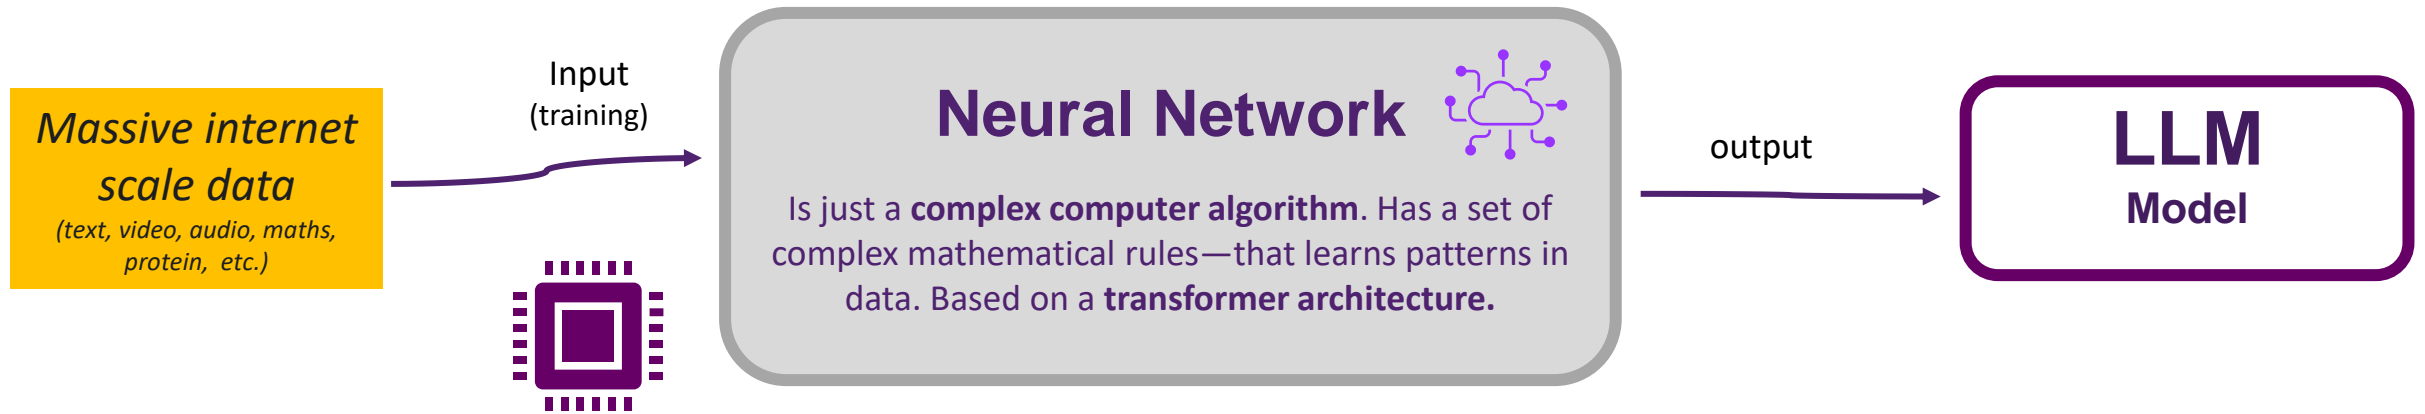 Massive internet
scale data
(text, video, audio, maths,
protein, etc.)
Input
(training)
Neural Network
Is just a complex computer algorithm. Has a set of
complex mathematical rules—that learns patterns in
data. Based on a transformer architecture.
output
LLM
Model